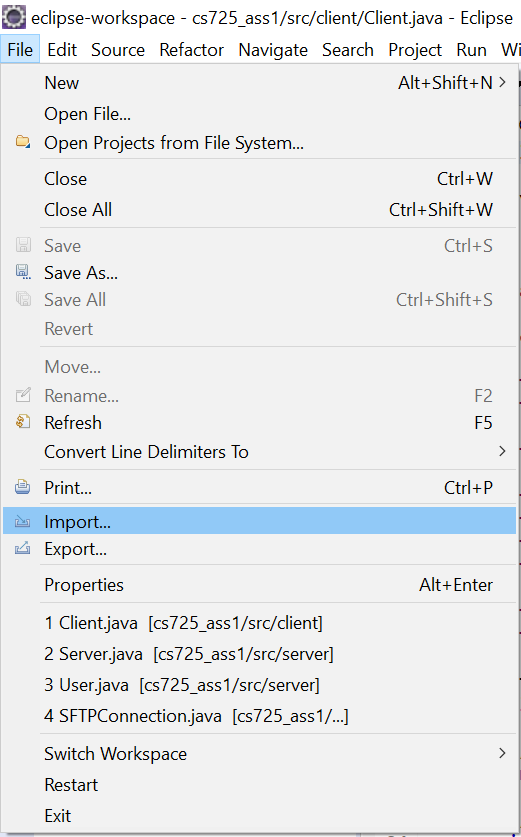 eclipse-workspace - cs725_ass1/src/client/Client.java - Eclipse
File Edit Source Refactor Navigate Search Project Run Wi
New Alt+Shift+N
Open File...
Open Projects from File System...
Close Ctrl+W
Close All Ctrl+Shift+W
Save Ctrl+S
Save As...
Save All Ctrl+Shift+S
Revert
Move...
Rename... F2
Refresh F5
Convert Line Delimiters To
Print... Ctrl+P
Import...
Export...
Properties Alt+Enter
1 Client.java [cs725_ass1/src/client]
2 Server.java [cs725_ass1/src/server]
3 User.java [cs725_ass1/src/server]
4 SFTPConnection.java [cs725_ass1/...]
Switch Workspace
Restart
Exit